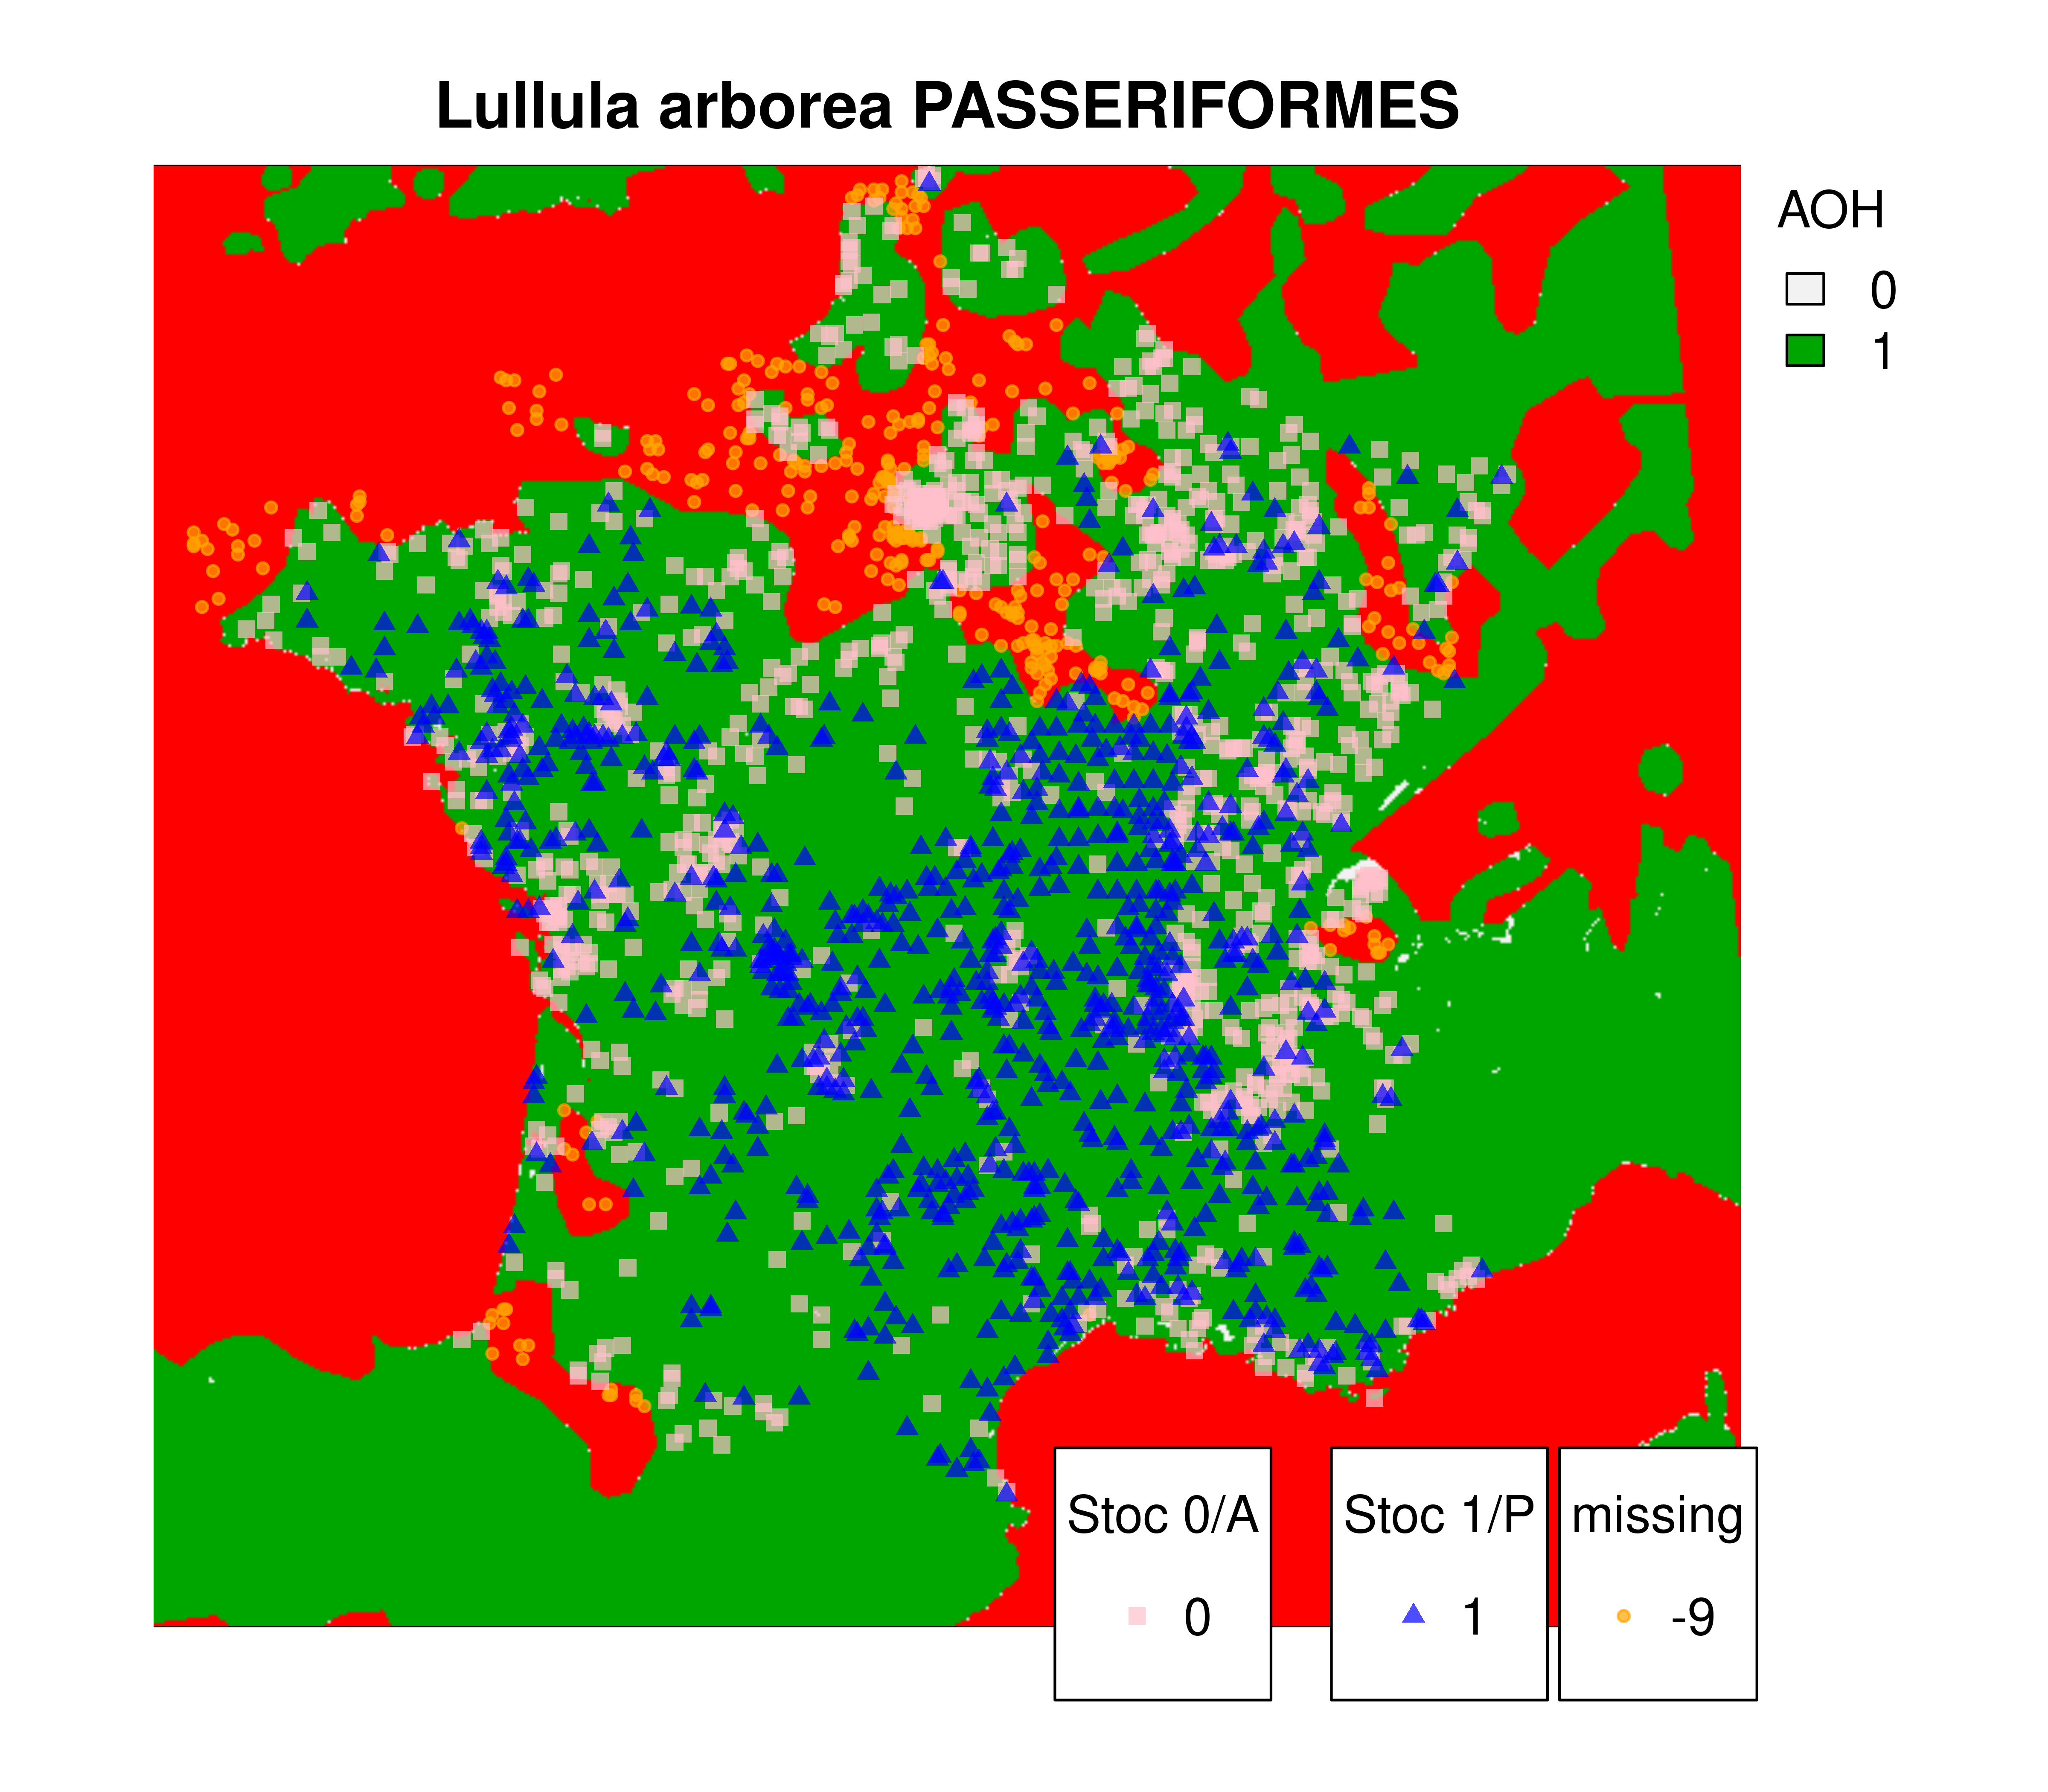 Lullula arborea PASSERIFORMES
AOH
0
1
Stoc 0/A
0
Stoc 1/P
1
missing
-9